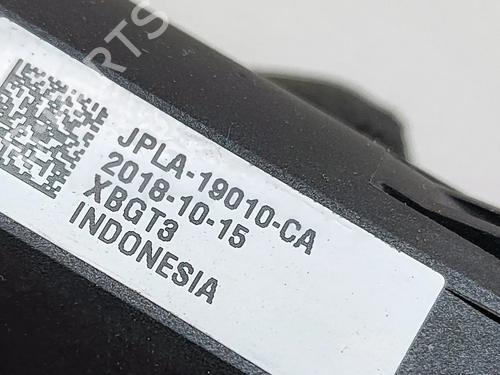 JPLA-19010-CA
2018-10-15
XBGT3
INDONESIA